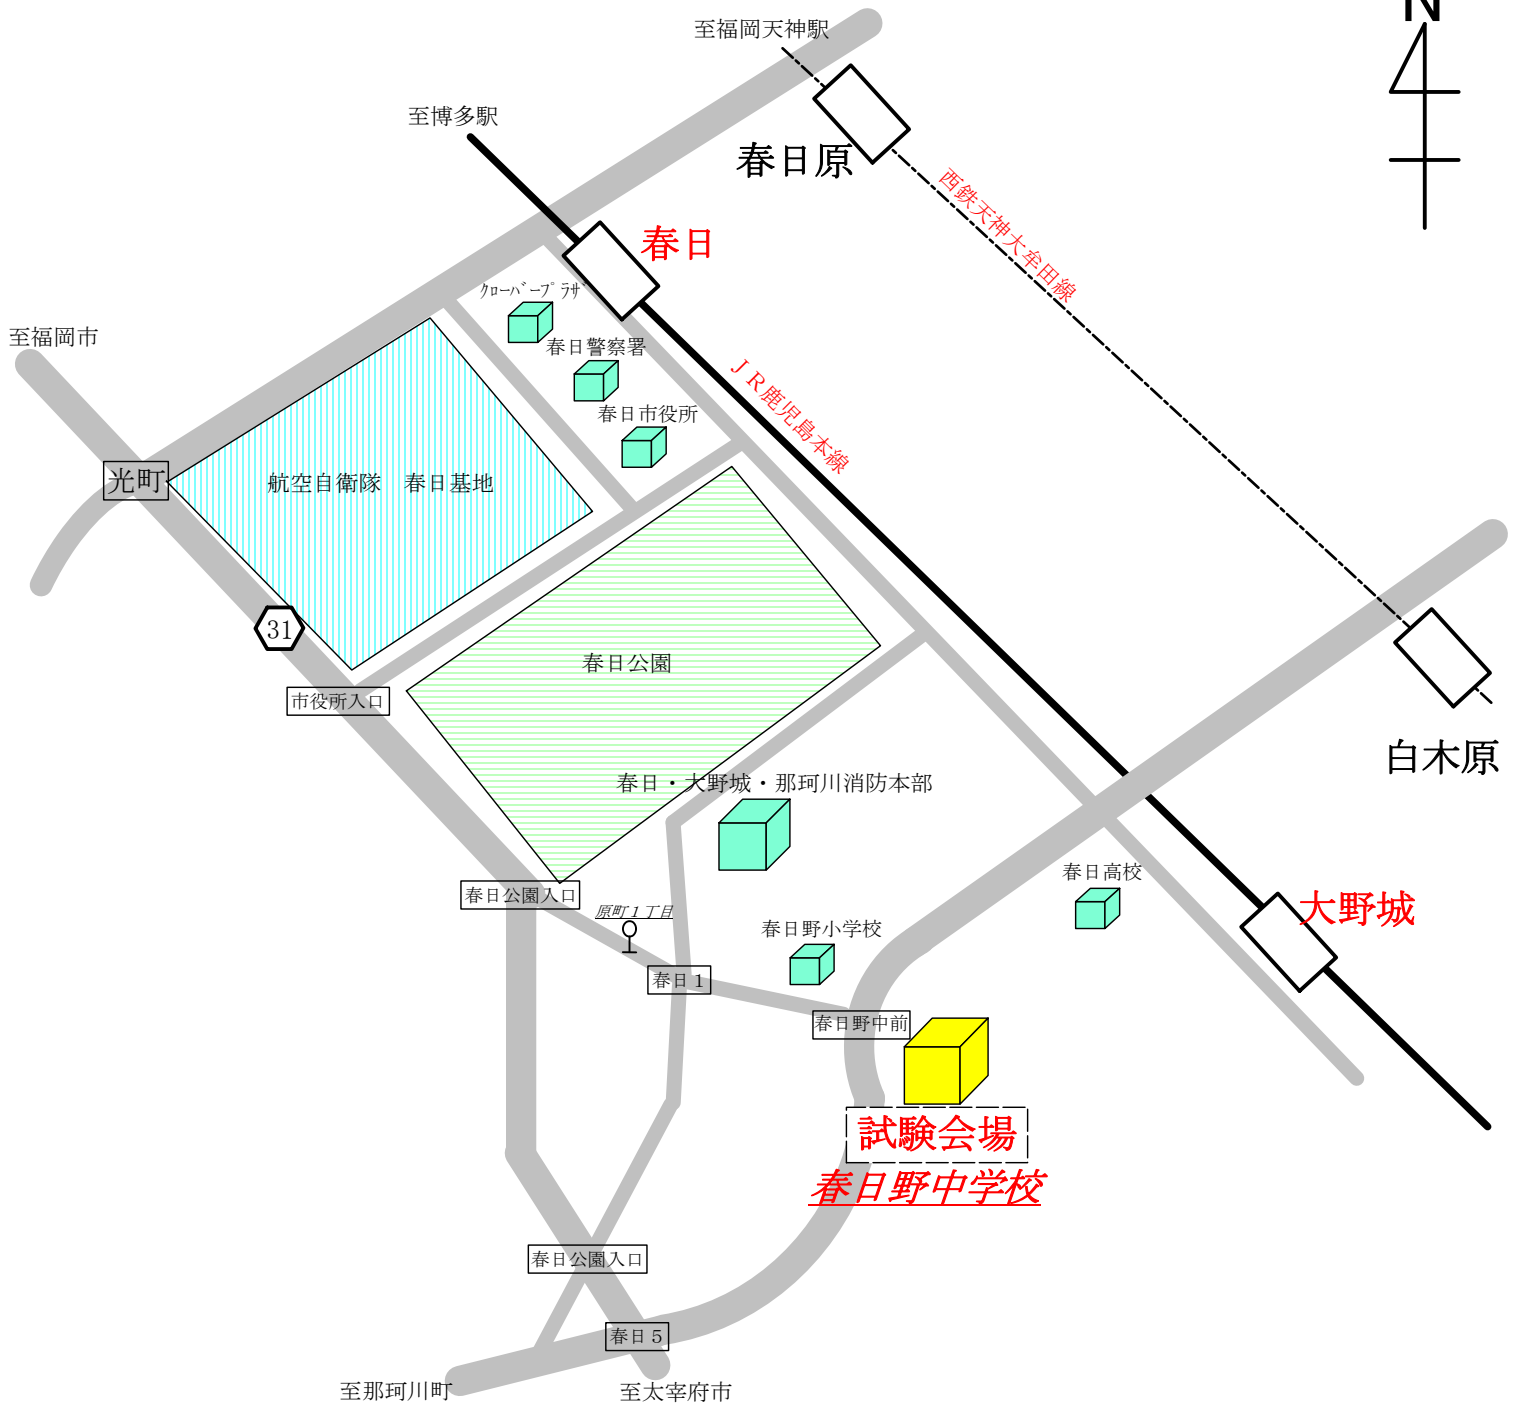 N
至福岡天神駅
至博多駅
春日原
西鉄天神大牟田線
春日
クローバープラザ
至福岡市
春日警察署
JR鹿児島本線
春日市役所
光町
航空自衛隊 春日基地
31
春日公園
市役所入口
白木原
春日・大野城・那珂川消防本部
春日高校
春日公園入口
原町1丁目
大野城
春日野小学校
春日1
春日野中前
試験会場
春日野中学校
春日公園入口
春日5
至那珂川町
至太宰府市